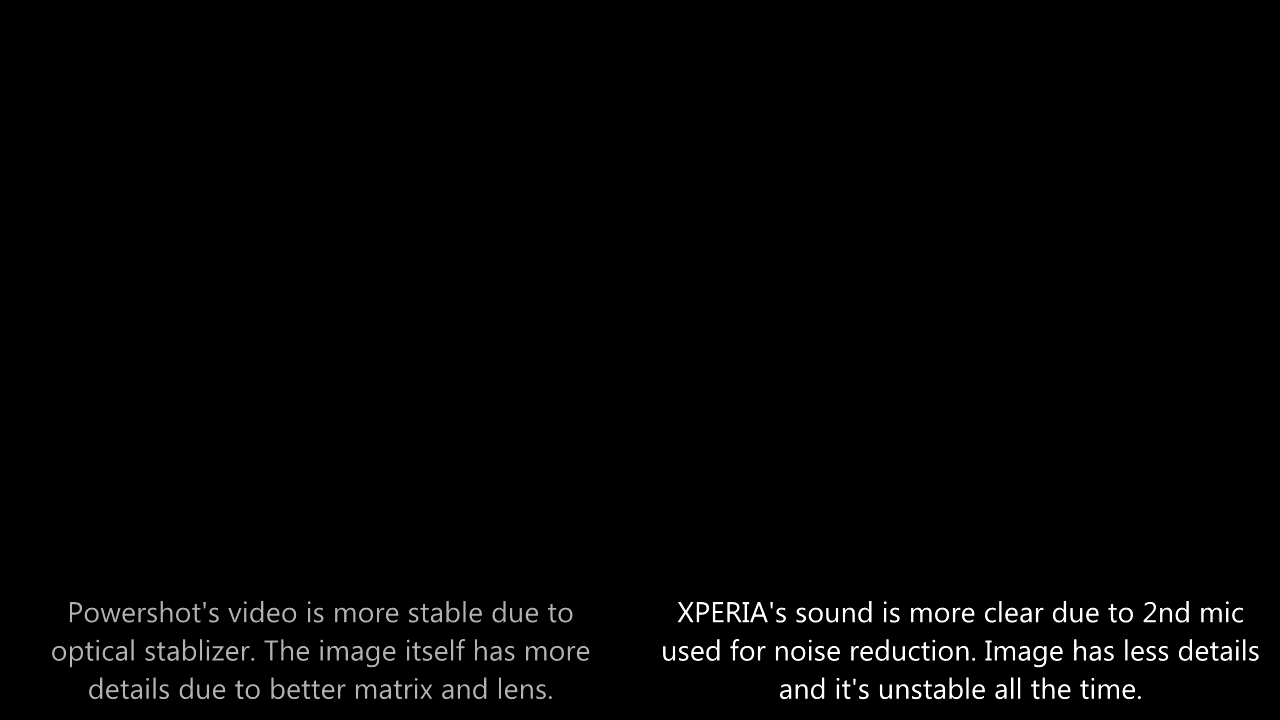 Powershot's video is more stable due to
optical stablizer. The image itself has more
details due to better matrix and lens.
XPERIA's sound is more clear due to 2nd mic
used for noise reduction. Image has less details
and it's unstable all the time.